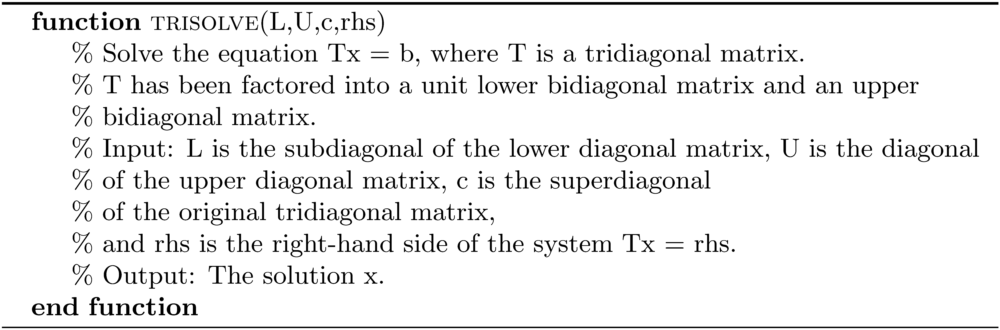 function TRISOLVE(L,U,c,rhs)
% Solve the equation Tx = b, where T is a tridiagonal matrix.
% T has been factored into a unit lower bidiagonal matrix and an upper
% bidiagonal matrix.
% Input: L is the subdiagonal of the lower diagonal matrix, U is the diagonal
% of the upper diagonal matrix, c is the superdiagonal
% of the original tridiagonal matrix,
% and rhs is the right-hand side of the system Tx = rhs.
% Output: The solution x.
end function